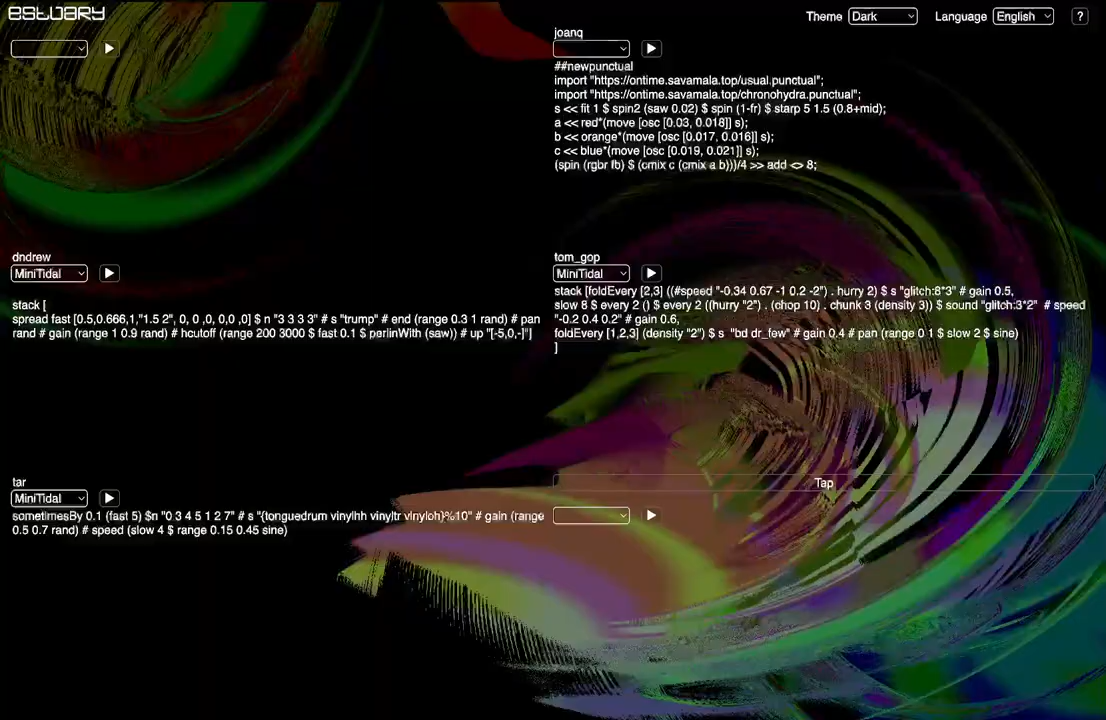 estuary
Theme Dark Language English ?
joanq
##newpunctual
import "https://ontime.savamala.top/usual.punctual";
import "https://ontime.savamala.top/chronohydra.punctual";
s << fit 1 $ spin2 (saw 0.02) $ spin (1-fr) $ starp 5 1.5 (0.8+mid);
a << red*(move [osc [0.03, 0.018]] s);
b << orange*(move [osc [0.017, 0.016]] s);
c << blue*(move [osc [0.019, 0.021]] s);
(spin (rgbr fb) $ (cmix c (cmix a b)))/4 >> add <> 8;
dndrew
MiniTidal
stack [
spread fast [0.5,0.666,1,"1.5 2", 0, 0 ,0, 0,0 ,0] $ n "3 3 3 3" # s "trump" # end (range 0.3 1 rand) # pan
rand # gain (range 1 0.9 rand) # hcutoff (range 200 3000 $ fast 0.1 $ perlinWith (saw)) # up "[-5,0,-]"]
tom_gop
MiniTidal
stack [foldEvery [2,3] ((#speed "-0.34 0.67 -1 0.2 -2") . hurry 2) $ s "glitch:8*3" # gain 0.5,
slow 8 $ every 2 () $ every 2 ((hurry "2") . (chop 10) . chunk 3 (density 3)) $ sound "glitch:3*2" # speed
"-0.2 0.4 0.2" # gain 0.6,
foldEvery [1,2,3] (density "2") $ s "bd dr_few" # gain 0.4 # pan (range 0 1 $ slow 2 $ sine)
]
tar
MiniTidal
sometimesBy 0.1 (fast 5) $n "0 3 4 5 1 2 7" # s "{tonguedrum vinylhh vinyltr vinyloh}%10" # gain (range
0.5 0.7 rand) # speed (slow 4 $ range 0.15 0.45 sine)
Tap